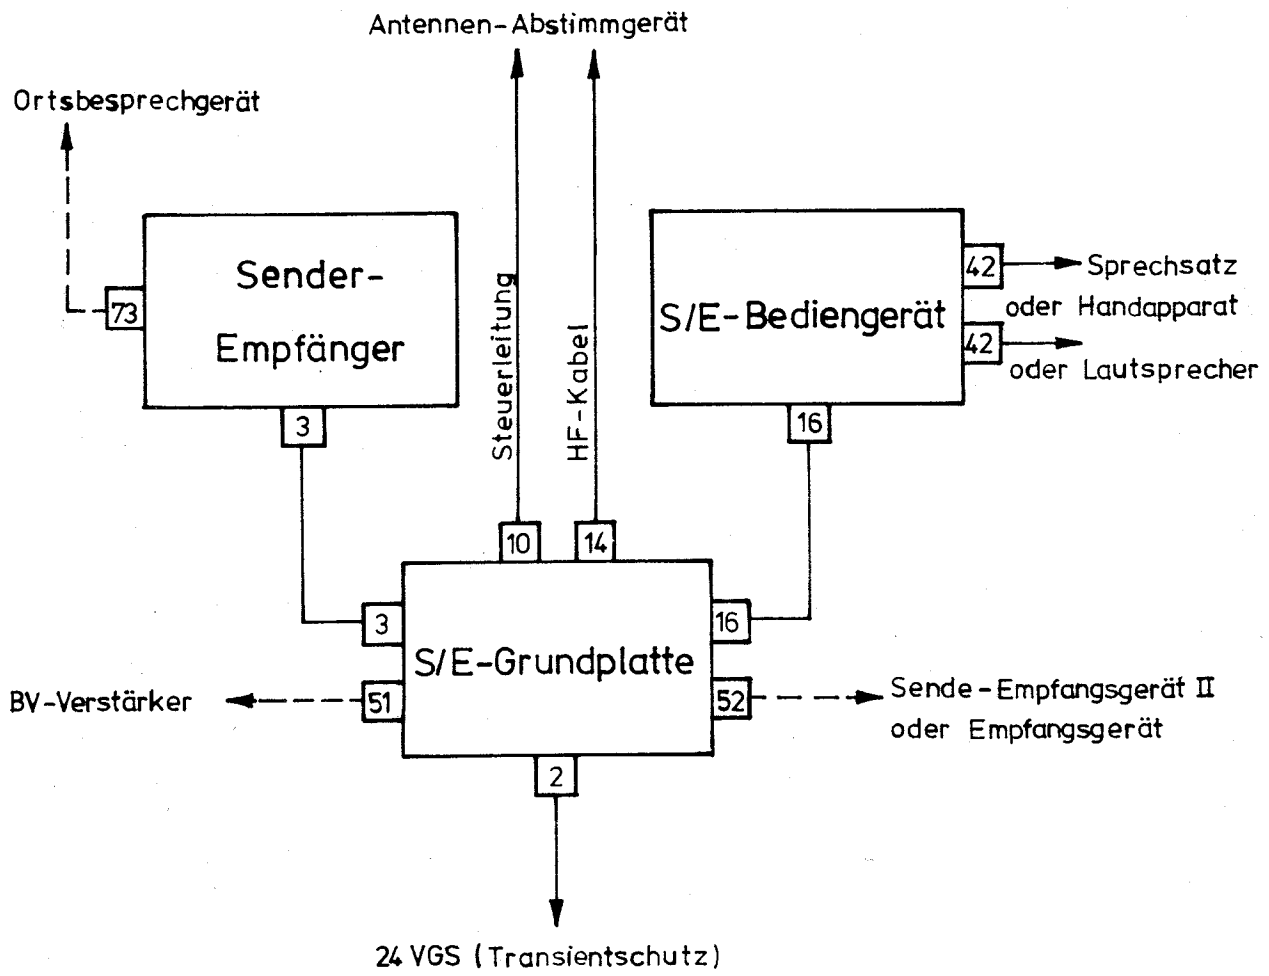 Antennen-Abstimmgerät
Ortsbesprechgerät
Sender-
Empfänger
73
3
Steuerleitung
HF-Kabel
S/E-Bediengerät
42
Sprechsatz
oder Handapparat
42
oder Lautsprecher
16
10
14
3
16
S/E-Grundplatte
BV-Verstärker
51
52
Sende-Empfangsgerät II
oder Empfangsgerät
2
24 VGS (Transientschutz)